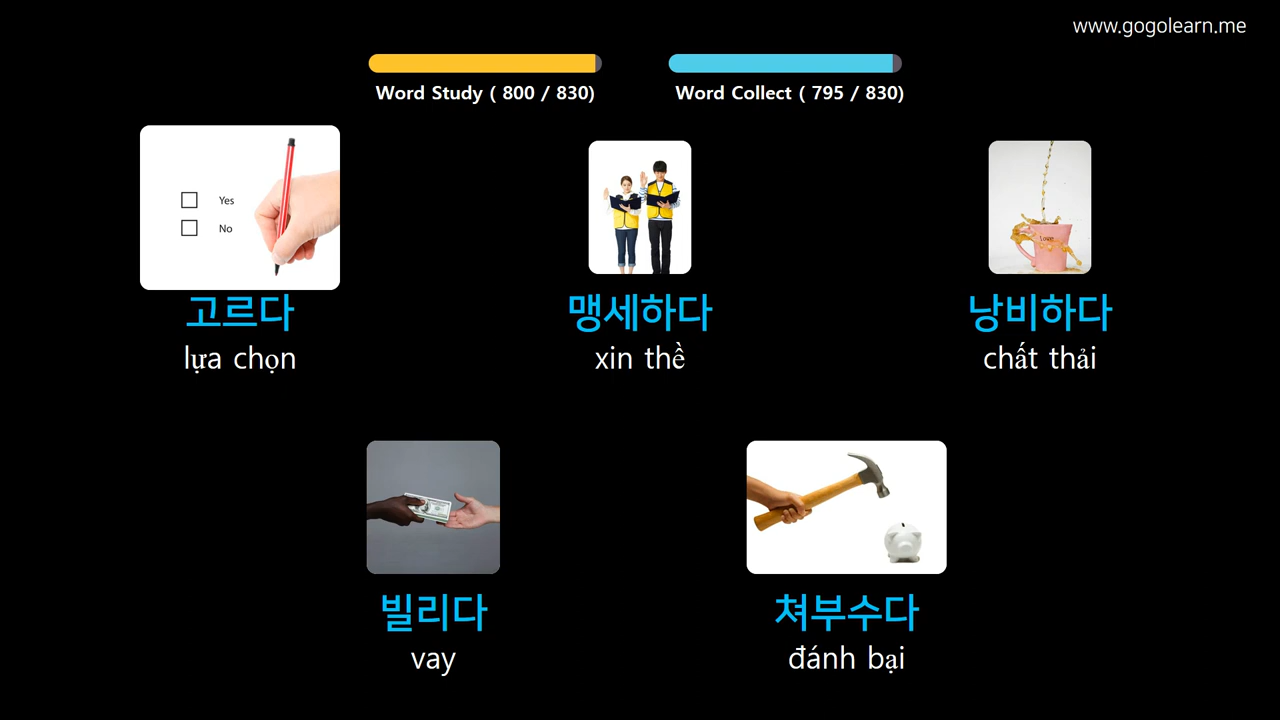 www.gogolearn.me
Word Study ( 800 / 830)
Word Collect ( 795 / 830)
Yes
No
Love
고르다
lựa chọn
맹세하다
xin thề
낭비하다
chất thải
빌리다
vay
쳐부수다
đánh bại